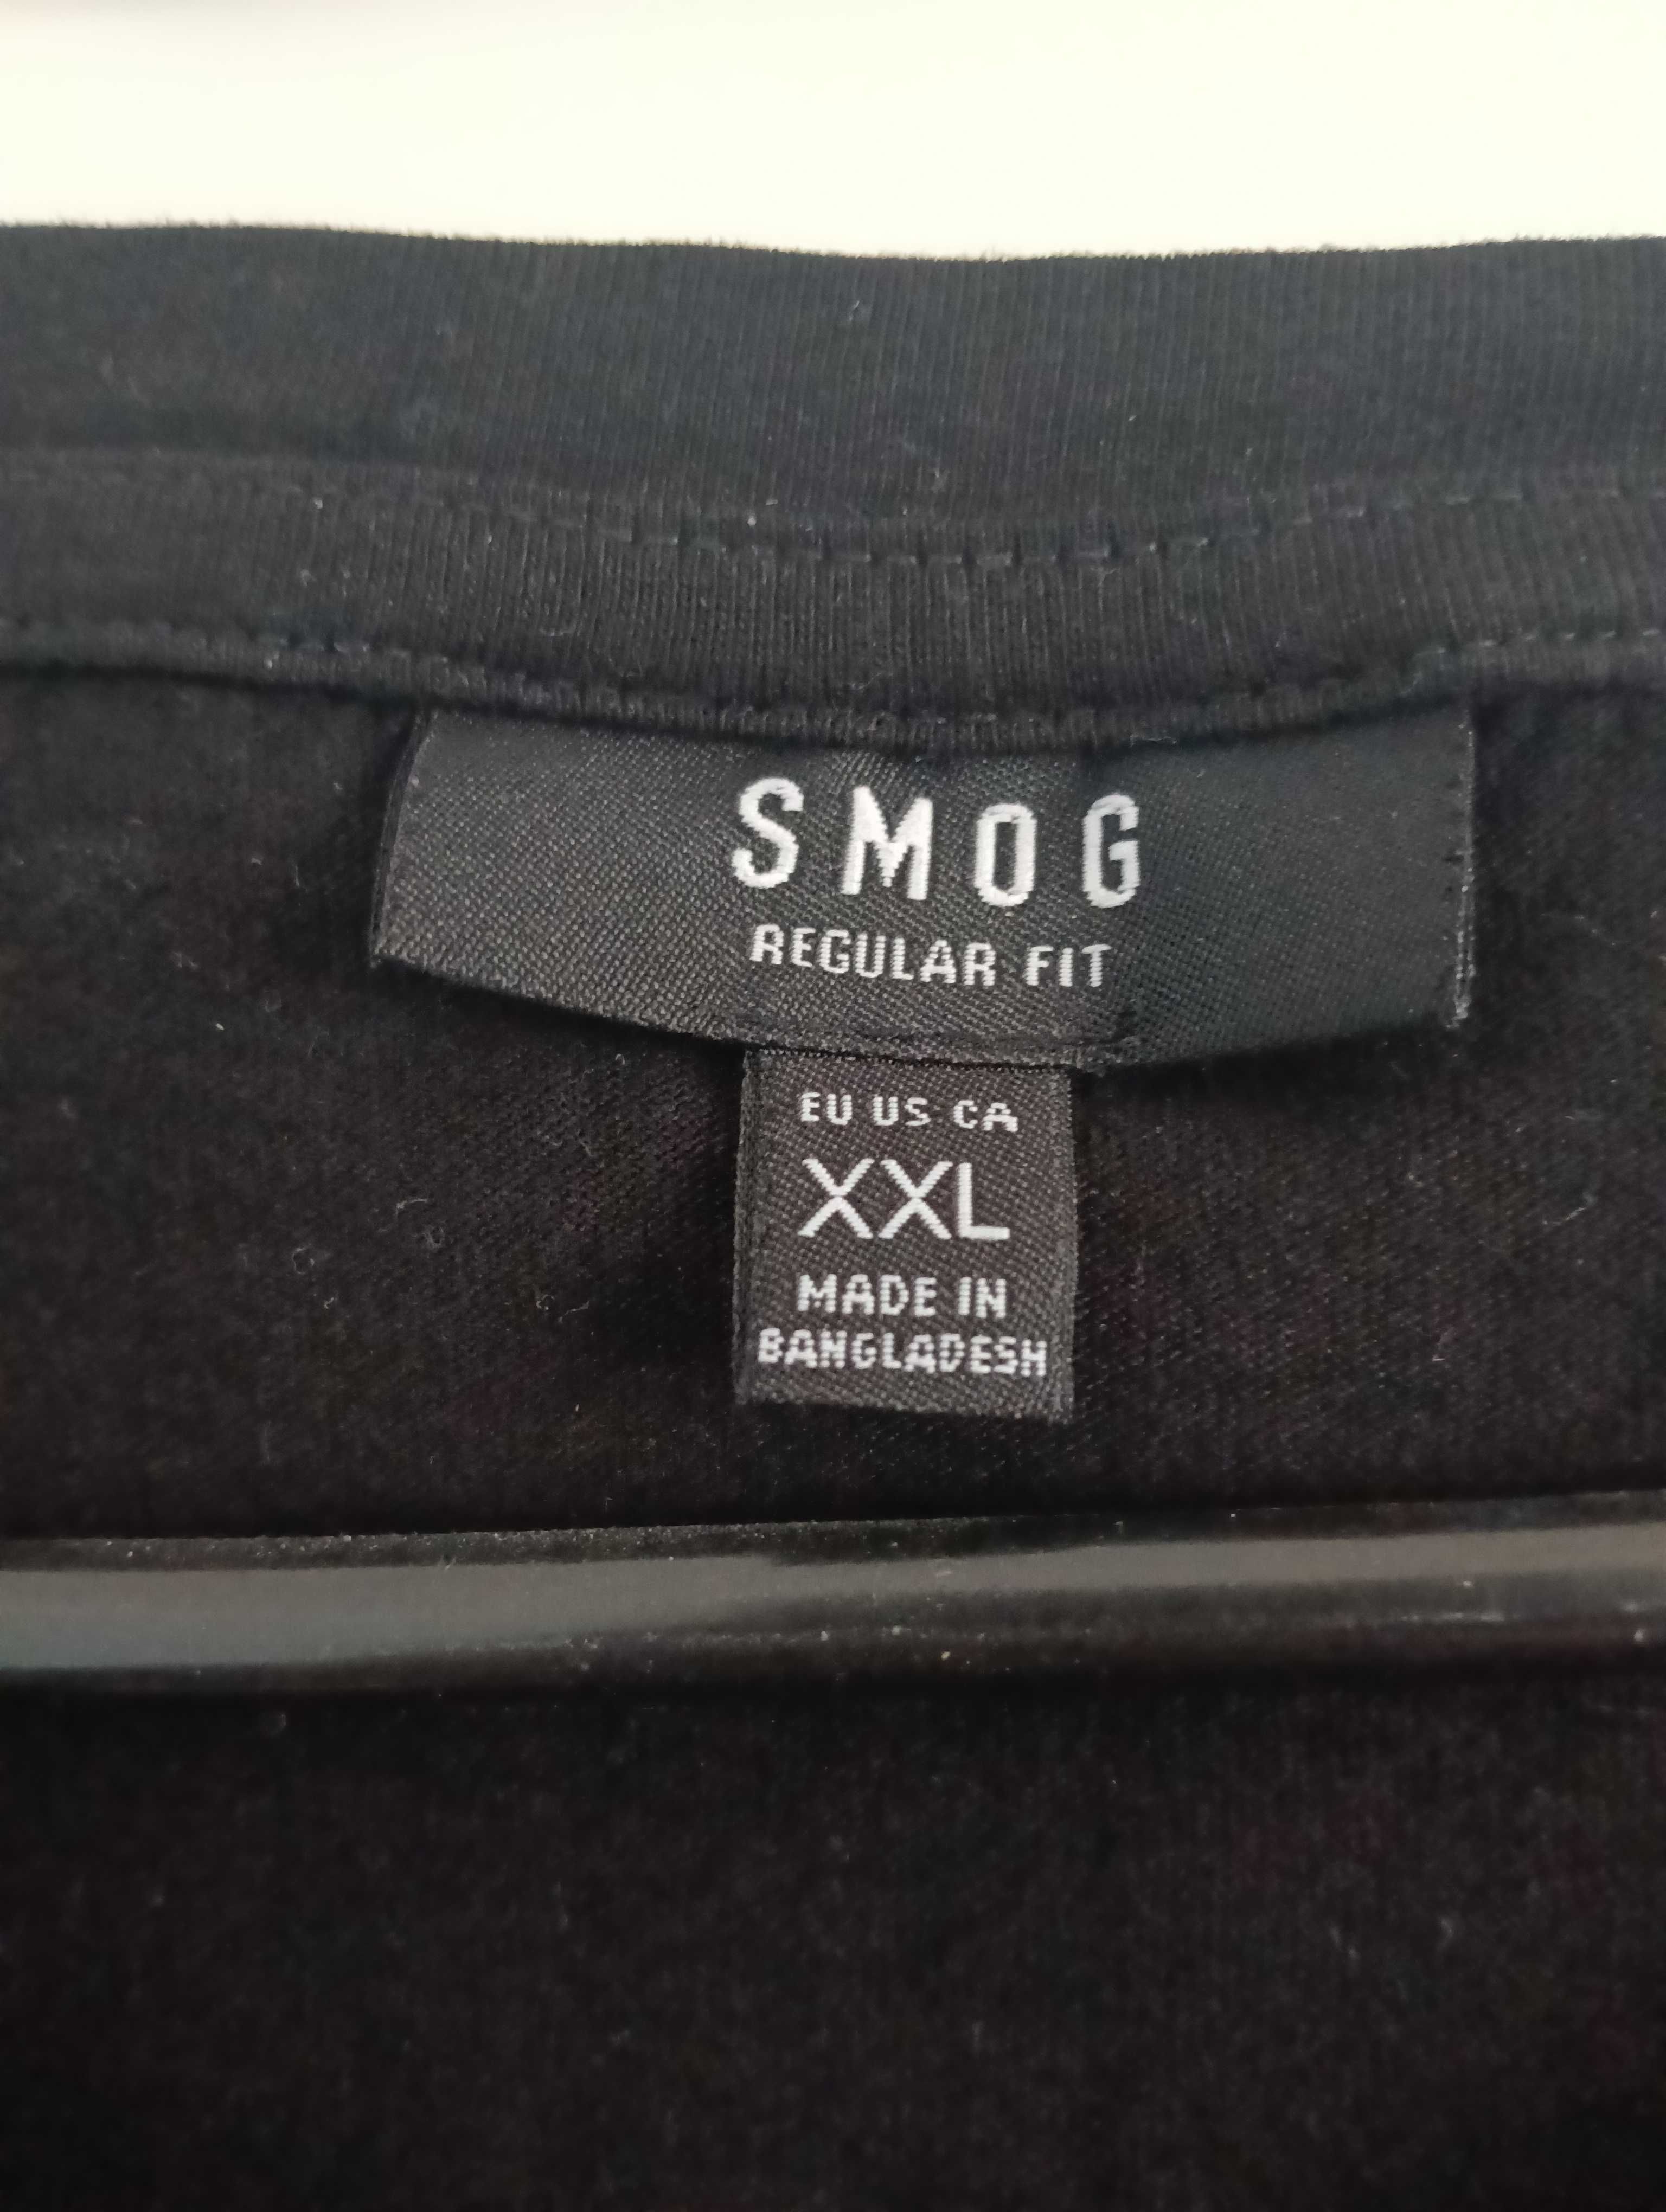 SMOG
REGULAR FIT
EU US CA
XXL
MADE IN
BANGLADESH